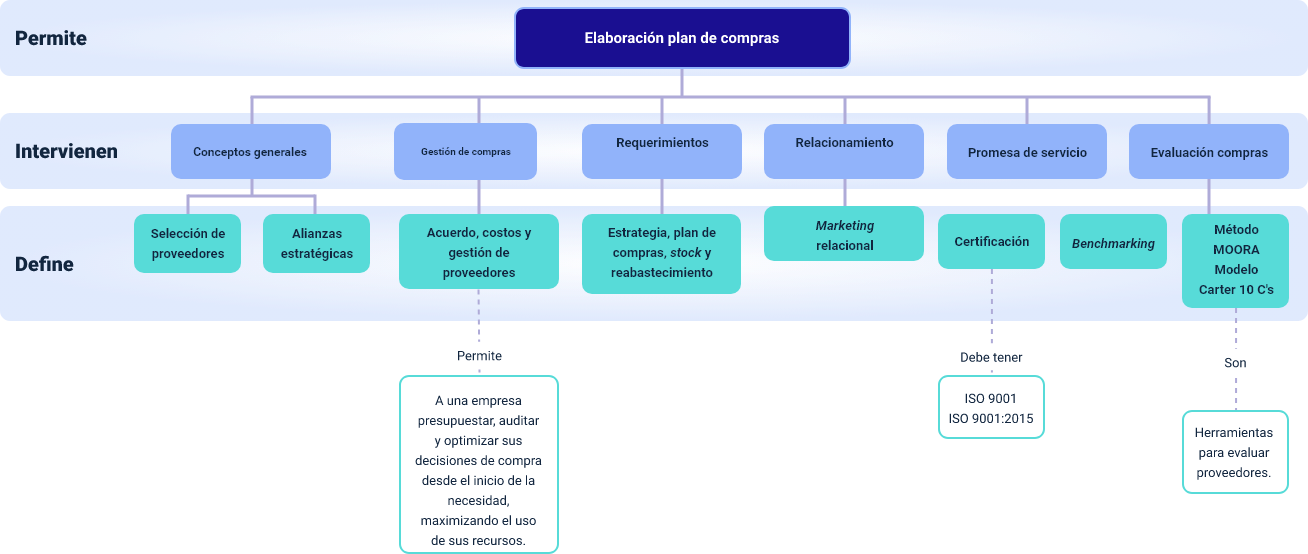 Permite
Elaboración plan de compras
Intervienen
Conceptos generales
Gestión de compras
Requerimientos
Relacionamiento
Promesa de servicio
Evaluación compras
Define
Selección de
proveedores
Alianzas
estratégicas
Acuerdo, costos y
gestión de
proveedores
Estrategia, plan de
compras, stock y
reabastecimiento
Marketing
relacional
Certificación
Benchmarking
Método
MOORA
Modelo
Carter 10 C's
Permite
A una empresa
presupuestar, auditar
y optimizar sus
decisiones de compra
desde el inicio de la
necesidad,
maximizando el uso
de sus recursos.
Debe tener
ISO 9001
ISO 9001:2015
Son
Herramientas
para evaluar
proveedores.